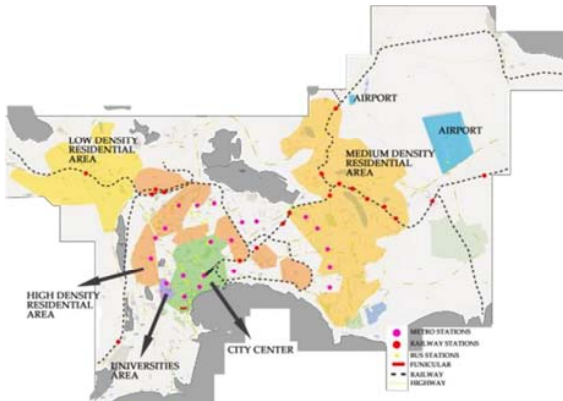 AIRPORT
LOW DENSITY
RESIDENTIAL
AREA
MEDIUM DENSITY
RESIDENTIAL
AREA
AIRPORT
HIGH DENSITY
RESIDENTIAL
AREA
UNIVERSITIES
AREA
CITY CENTER
METRO STATIONS
RAILWAY STATIONS
BUS STATIONS
FUNICULAR
RAILWAY
HIGHWAY